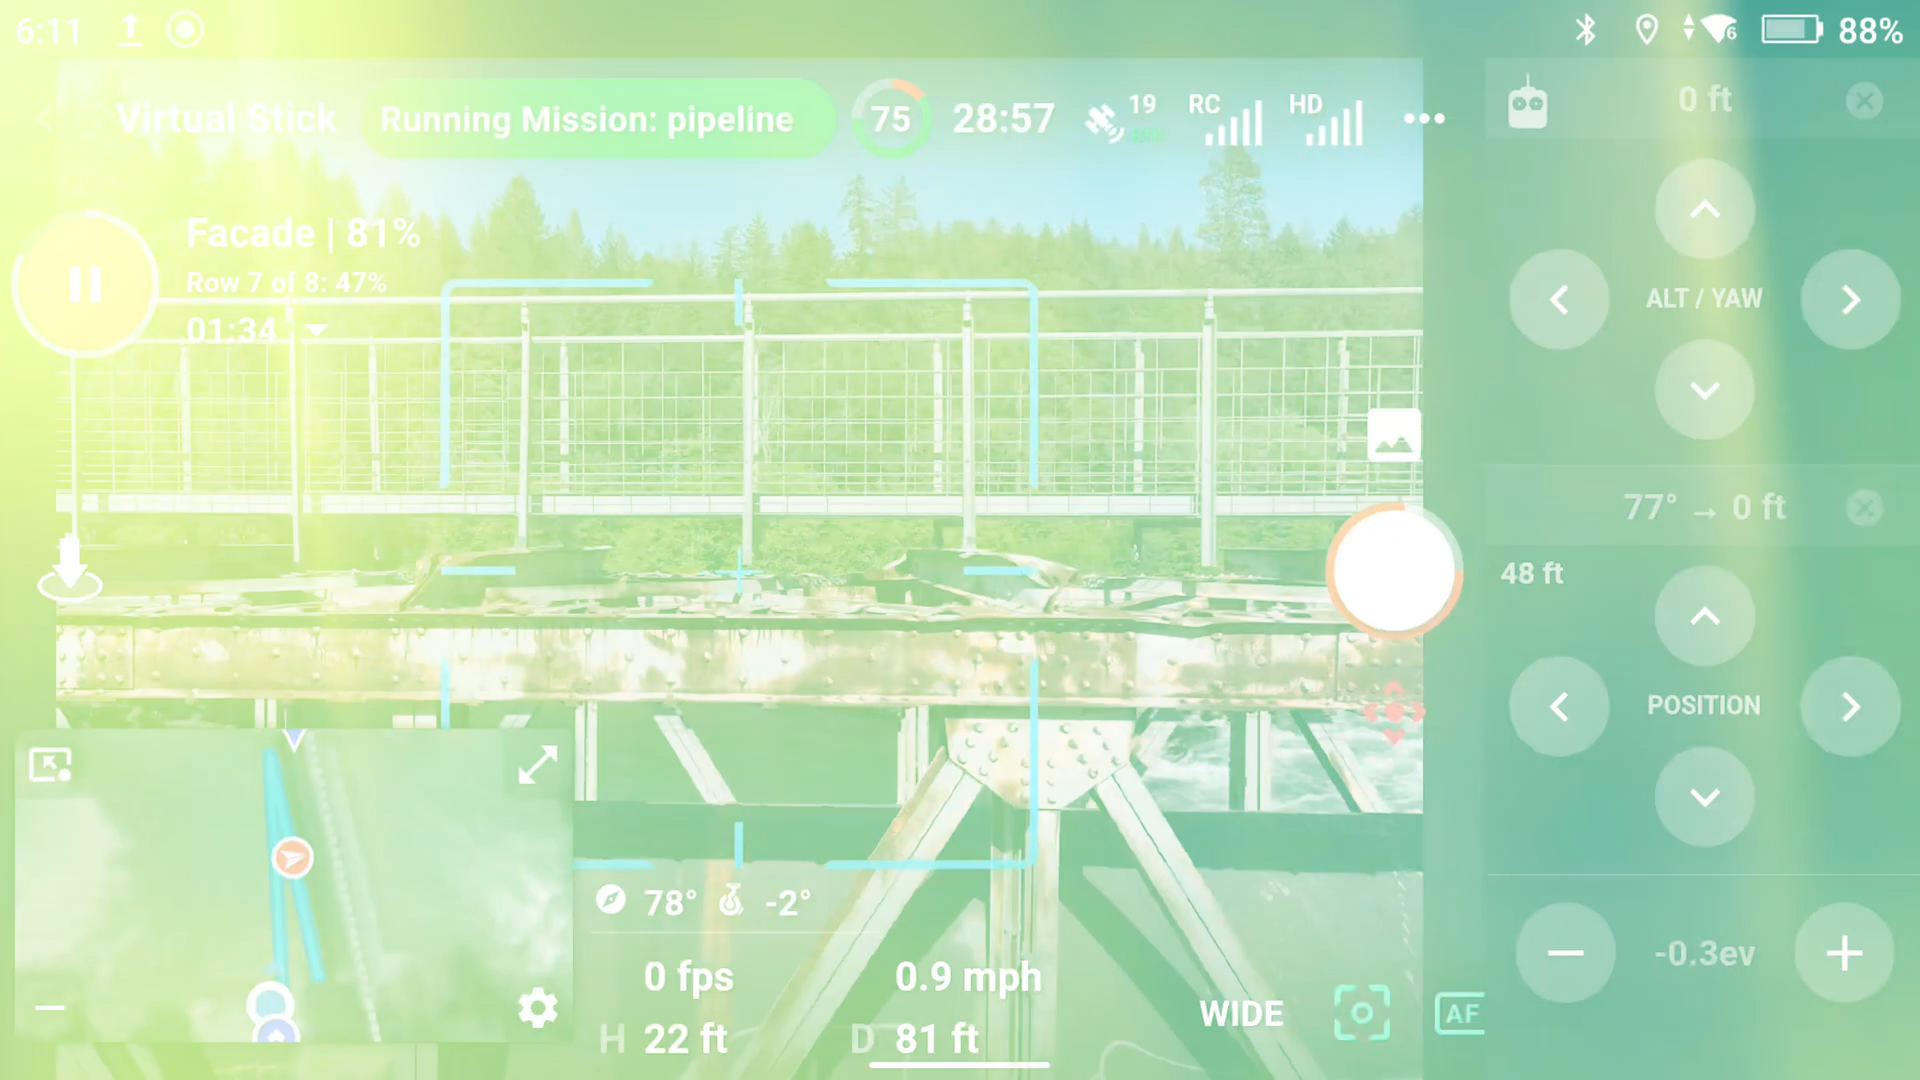 6:11
88%
6
Virtual Stick
Running Mission: pipeline
75
28:57
19
RC
HD
0 ft
Facade | 81%
Row 7 of 8: 47%
01:34
ALT / YAW
77° → 0 ft
48 ft
POSITION
78°
-2°
0 fps
0.9 mph
H 22 ft
D 81 ft
WIDE
AF
-0.3ev